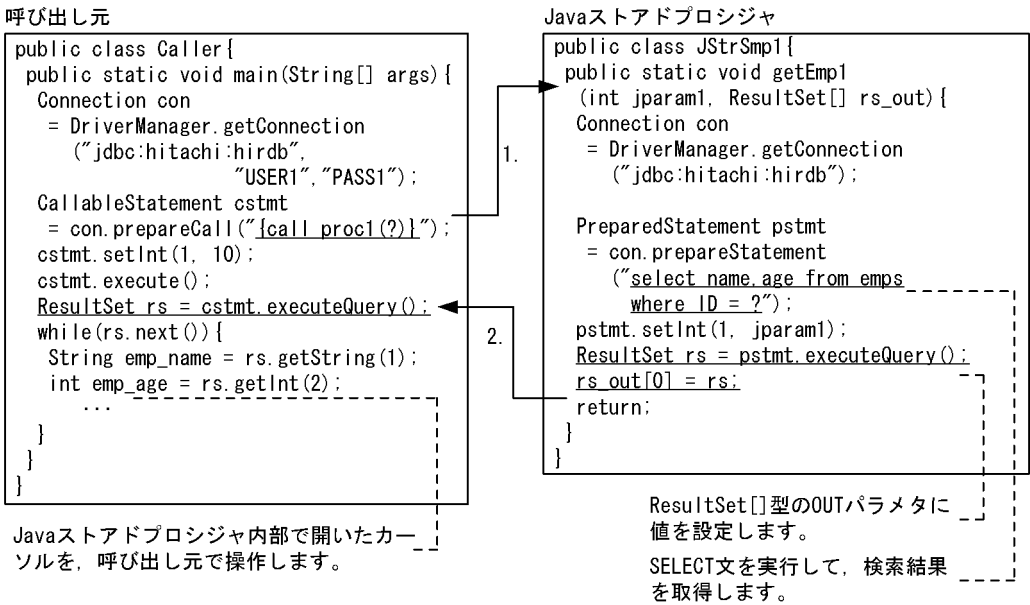 呼び出し元
public class Caller{
public static void main(String[] args){
Connection con
= DriverManager.getConnection
("jdbc:hitachi:hirdb",
"USER1","PASS1");
CallableStatement cstmt
= con.prepareCall("{call proc1(?)}");
cstmt.setInt(1, 10);
cstmt.execute();
ResultSet rs = cstmt.executeQuery();
while(rs.next()){
String emp_name = rs.getString(1);
int emp_age = rs.getInt(2);
...
}
}
}
Javaストアドプロシジャ内部で開いたカー
ソルを，呼び出し元で操作します。
1.
2.
Javaストアドプロシジャ
public class JStrSmp1{
public static void getEmp1
(int jparam1, ResultSet[] rs_out){
Connection con
= DriverManager.getConnection
("jdbc:hitachi:hirdb");
PreparedStatement pstmt
= con.prepareStatement
("select name,age from emps
where ID = ?");
pstmt.setInt(1, jparam1);
ResultSet rs = pstmt.executeQuery();
rs_out[0] = rs;
return;
}
}
ResultSet[]型のOUTパラメタに
値を設定します。
SELECT文を実行して，検索結果
を取得します。